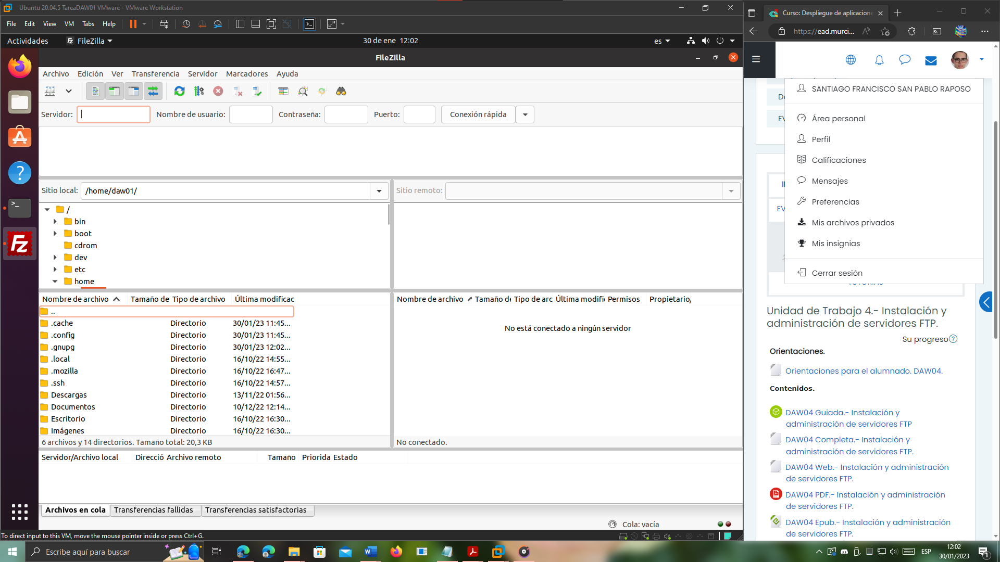 Ubuntu 20.04.5 TareaDAW01 VMware - VMware Workstation
File Edit View VM Tabs Help
Actividades FileZilla 30 de ene 12:02 es
FileZilla
Archivo Edición Ver Transferencia Servidor Marcadores Ayuda
Servidor: Nombre de usuario: Contraseña: Puerto: Conexión rápida
Sitio local: /home/daw01/
Sitio remoto:
/
bin
boot
cdrom
dev
etc
home
Nombre de archivo Tamaño de Tipo de archivo Última modificac
..
.cache Directorio 30/01/23 11:45...
.config Directorio 30/01/23 11:45...
.gnupg Directorio 30/01/23 12:02...
.local Directorio 16/10/22 14:55...
.mozilla Directorio 16/10/22 16:47...
.ssh Directorio 16/10/22 14:57...
Descargas Directorio 13/11/22 01:56...
Documentos Directorio 10/12/22 12:14...
Escritorio Directorio 16/10/22 16:30...
Imágenes Directorio 16/10/22 16:30...
6 archivos y 14 directorios. Tamaño total: 20,3 KB
Nombre de archivo Tamaño de Tipo de arc Última modifi Permisos Propietario/
No está conectado a ningún servidor
No conectado.
Servidor/Archivo local Direcció Archivo remoto Tamaño Priorida Estado
Archivos en cola Transferencias fallidas Transferencias satisfactorias
Cola: vacía
To direct input to this VM, move the mouse pointer inside or press Ctrl+G.
Curso: Despliegue de aplicacione
https://ead.murci...
SANTIAGO FRANCISCO SAN PABLO RAPOSO
Área personal
Perfil
Calificaciones
Mensajes
Preferencias
Mis archivos privados
Mis insignias
Cerrar sesión
EV
EV
Unidad de Trabajo 4.- Instalación y
administración de servidores FTP.
Su progreso
Orientaciones.
Orientaciones para el alumnado. DAW04.
Contenidos.
DAW04 Guiada.- Instalación y
administración de servidores FTP
DAW04 Completa.- Instalación y
administración de servidores FTP.
DAW04 Web.- Instalación y administración
de servidores FTP.
DAW04 PDF.- Instalación y administración
de servidores FTP.
DAW04 Epub.- Instalación y administración
de servidores FTP.
Escribe aquí para buscar
ESP
12:02
30/01/2023
1